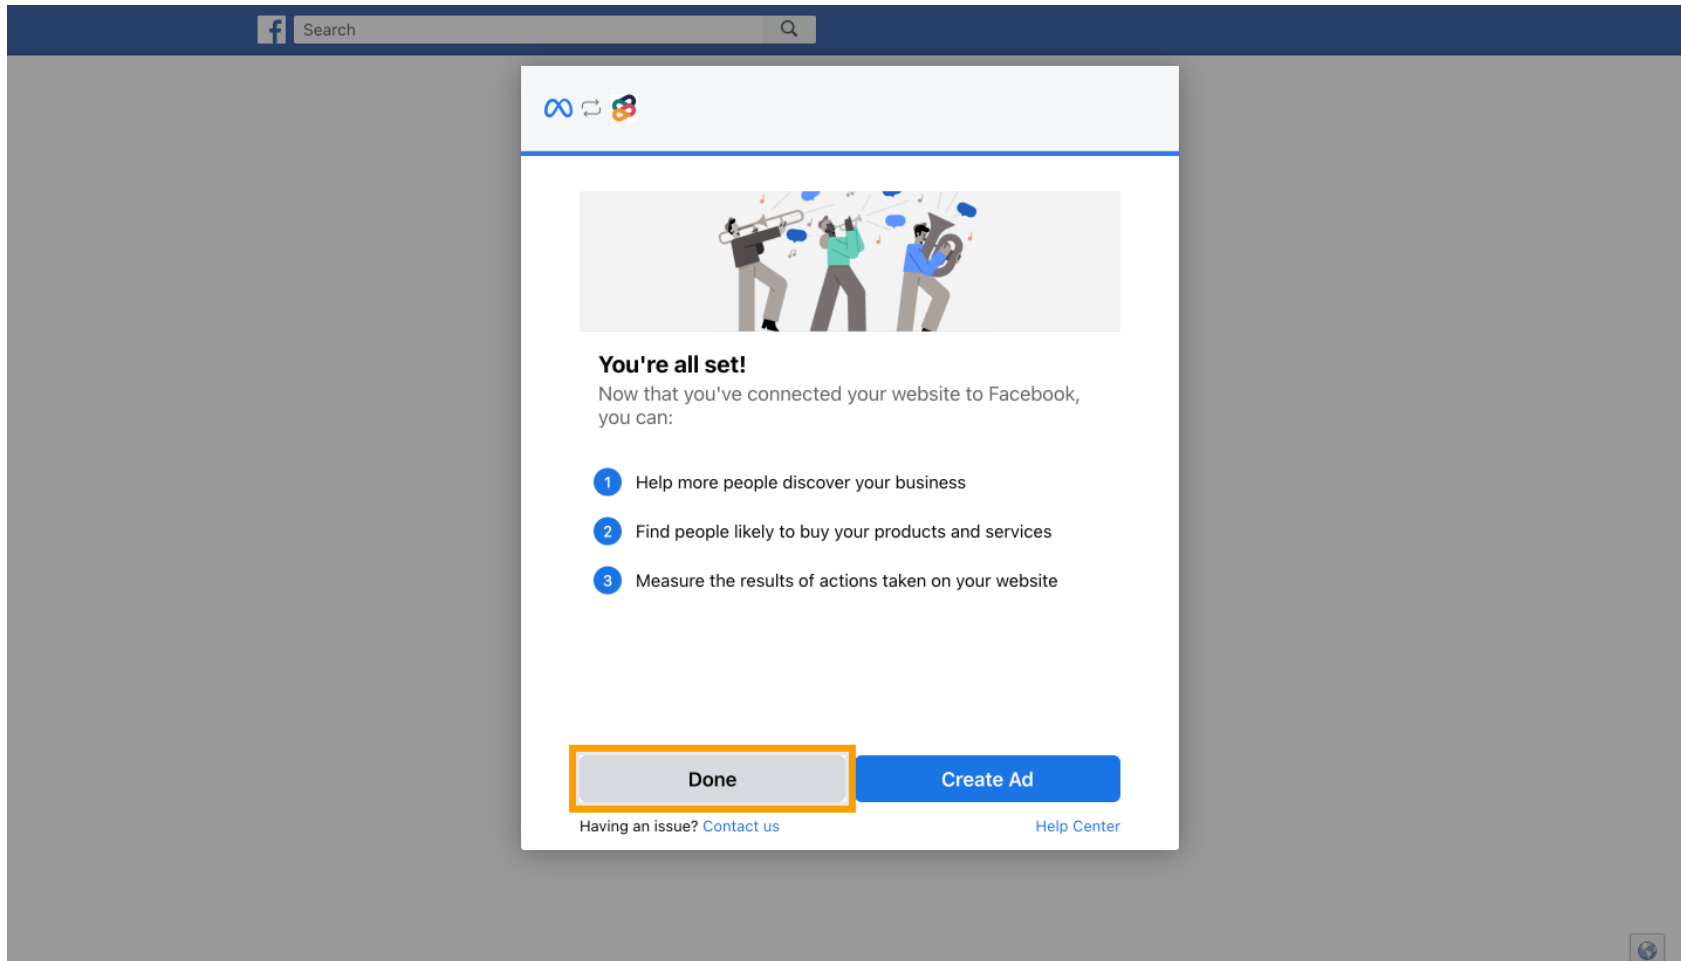 Search
You're all set!
Now that you've connected your website to Facebook,
you can:
1 Help more people discover your business
2 Find people likely to buy your products and services
3 Measure the results of actions taken on your website
Done
Create Ad
Having an issue? Contact us
Help Center